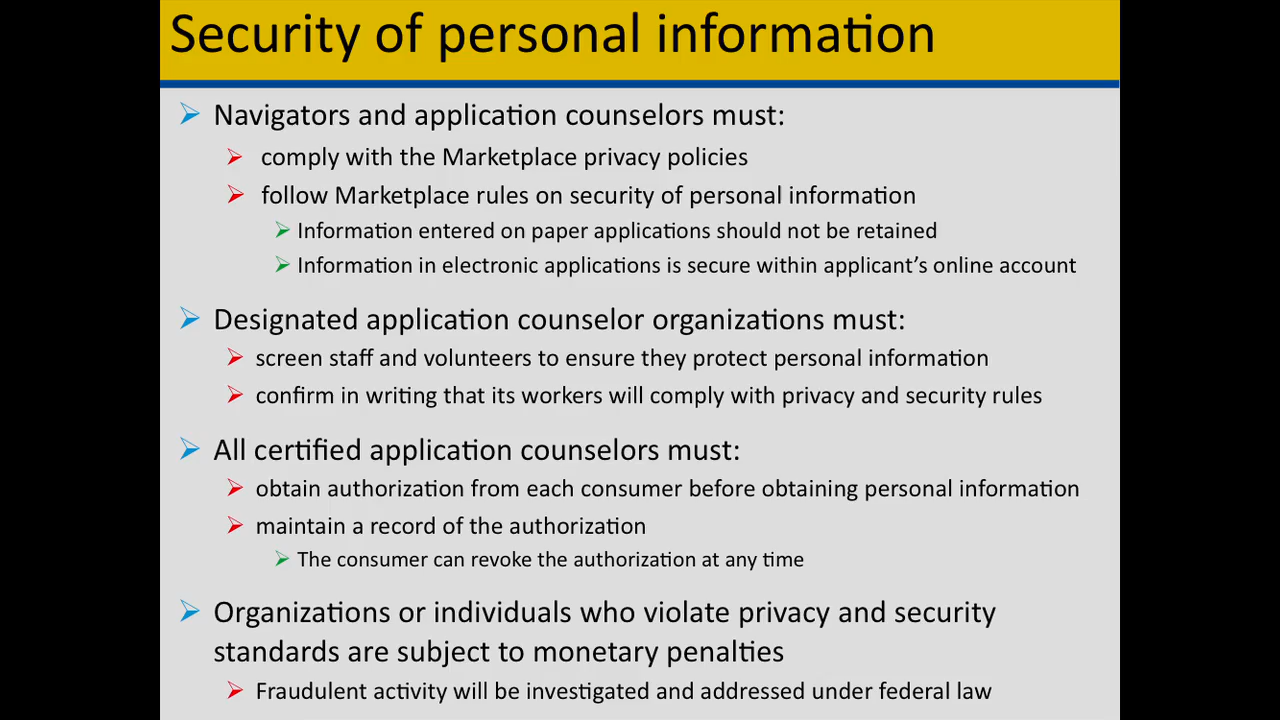 Security of personal information
Navigators and application counselors must:
comply with the Marketplace privacy policies
follow Marketplace rules on security of personal information
Information entered on paper applications should not be retained
Information in electronic applications is secure within applicant’s online account
Designated application counselor organizations must:
screen staff and volunteers to ensure they protect personal information
confirm in writing that its workers will comply with privacy and security rules
All certified application counselors must:
obtain authorization from each consumer before obtaining personal information
maintain a record of the authorization
The consumer can revoke the authorization at any time
Organizations or individuals who violate privacy and security
standards are subject to monetary penalties
Fraudulent activity will be investigated and addressed under federal law